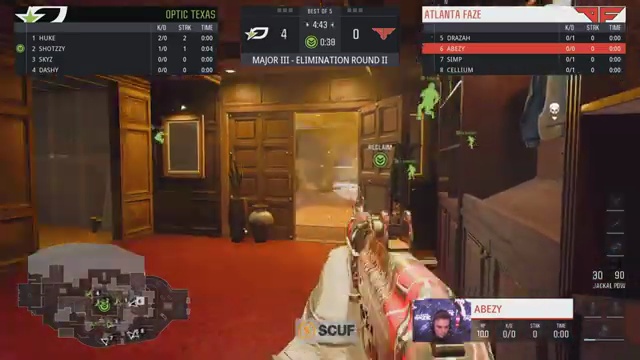 OPTIC TEXAS
K/D STRK TIME
1 HUKE 2/0 2 0:00
2 SHOTZZY 1/0 1 0:04
3 SKYZ 0/0 0 0:00
4 DASHY 0/0 0 0:00
BEST OF 5
4 4:43 0
0:39
MAJOR III - ELIMINATION ROUND II
ATLANTA FAZE
K/D STRK TIME
5 DRAZAH 0/1 0 0:00
6 ABEZY 0/0 0 0:00
7 SIMP 0/1 0 0:00
8 CELLIUM 0/1 0 0:00
RECLAIM
30 90
JACKAL PDW
ABEZY
HP K/D STRK TIME
100 0/0 0 0:00
SCUF